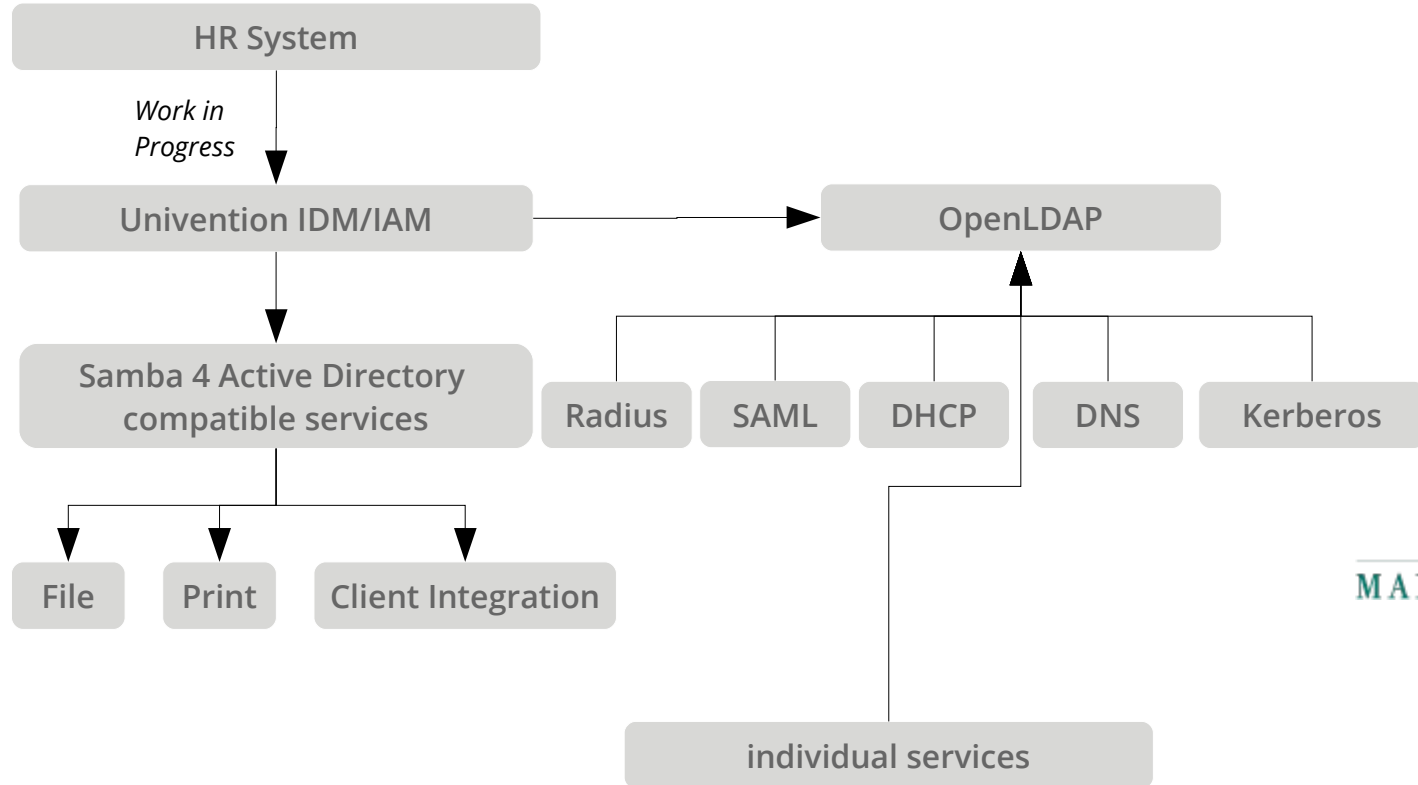 HR System
Work in
Progress
Univention IDM/IAM
OpenLDAP
Samba 4 Active Directory
compatible services
Radius
SAML
DHCP
DNS
Kerberos
File
Print
Client Integration
individual services